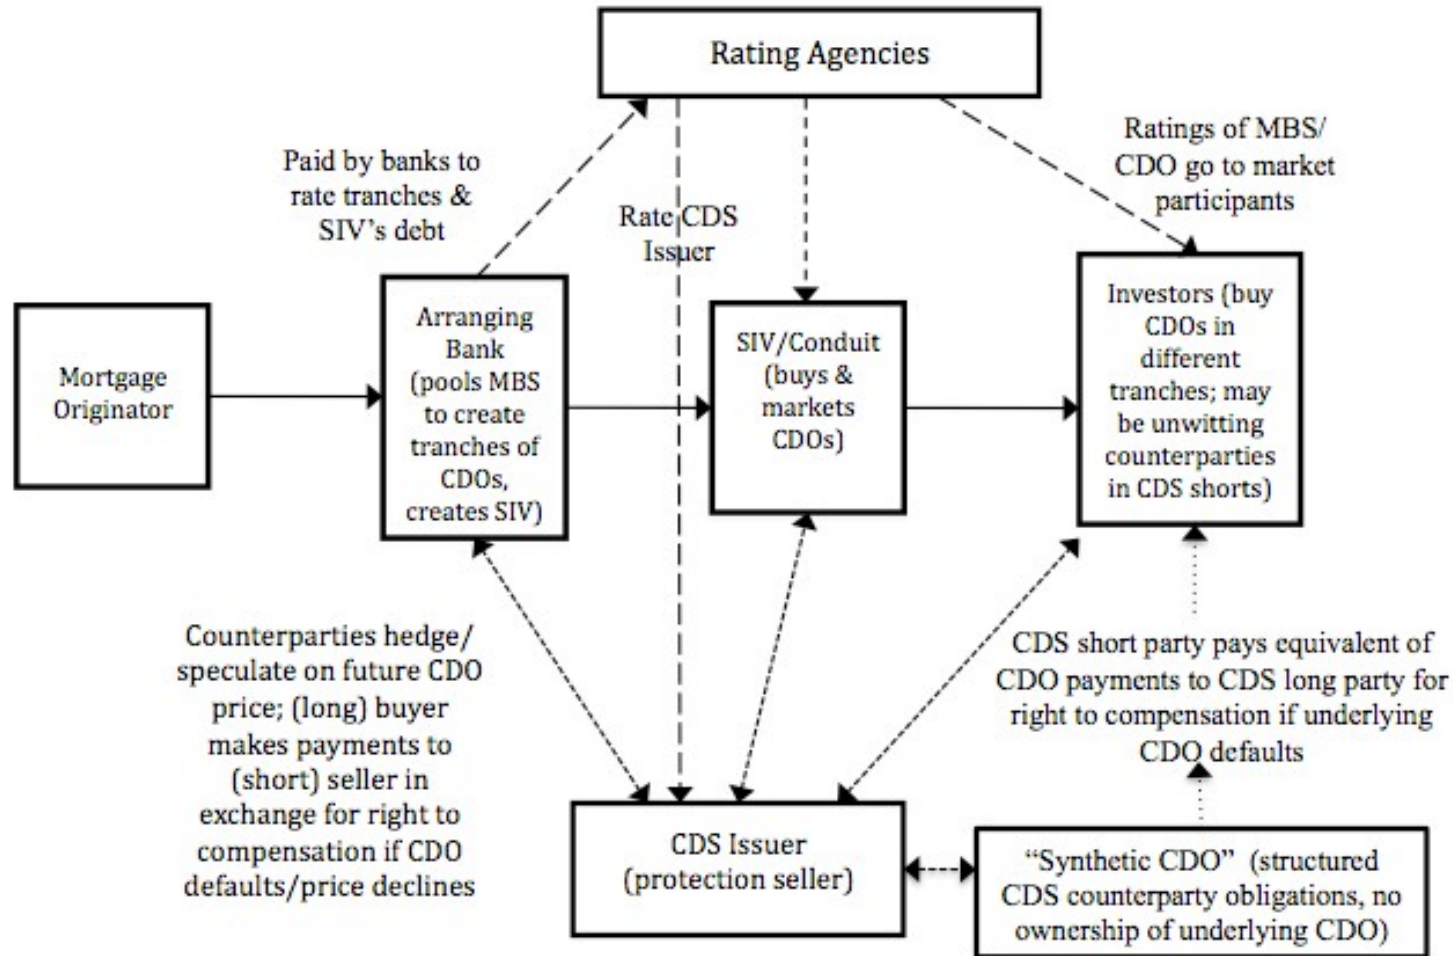 Rating Agencies
Paid by banks to
rate tranches &
SIV's debt
Rate CDS
Issuer
Ratings of MBS/
CDO go to market
participants
Mortgage
Originator
Arranging
Bank
(pools MBS
to create
tranches of
CDOs,
creates SIV)
SIV/Conduit
(buys &
markets
CDOs)
Investors (buy
CDOs in
different
tranches; may
be unwitting
counterparties
in CDS shorts)
Counterparties hedge/
speculate on future CDO
price; (long) buyer
makes payments to
(short) seller in
exchange for right to
compensation if CDO
defaults/price declines
CDS short party pays equivalent of
CDO payments to CDS long party for
right to compensation if underlying
CDO defaults
CDS Issuer
(protection seller)
“Synthetic CDO” (structured
CDS counterparty obligations, no
ownership of underlying CDO)